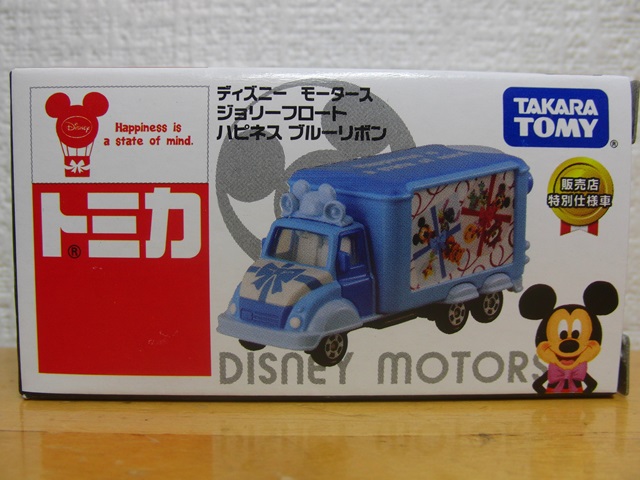 Disney
Happiness is
a state of mind.
トミカ
®
ディズニー モータース
ジョリーフロート
ハピネス ブルーリボン
TAKARA
TOMY
®
販売店
特別仕様車
DISNEY MOTORS